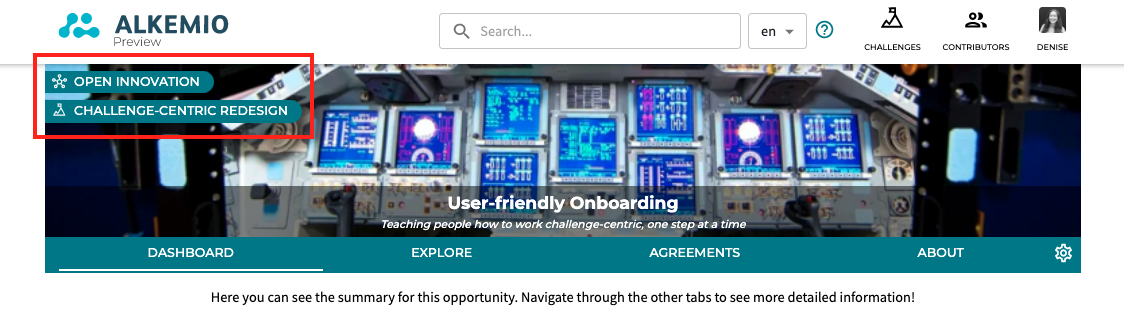 ALKEMIO
Preview
Search...
en
CHALLENGES
CONTRIBUTORS
DENISE
OPEN INNOVATION
CHALLENGE-CENTRIC REDESIGN
User-friendly Onboarding
Teaching people how to work challenge-centric, one step at a time
DASHBOARD
EXPLORE
AGREEMENTS
ABOUT
Here you can see the summary for this opportunity. Navigate through the other tabs to see more detailed information!